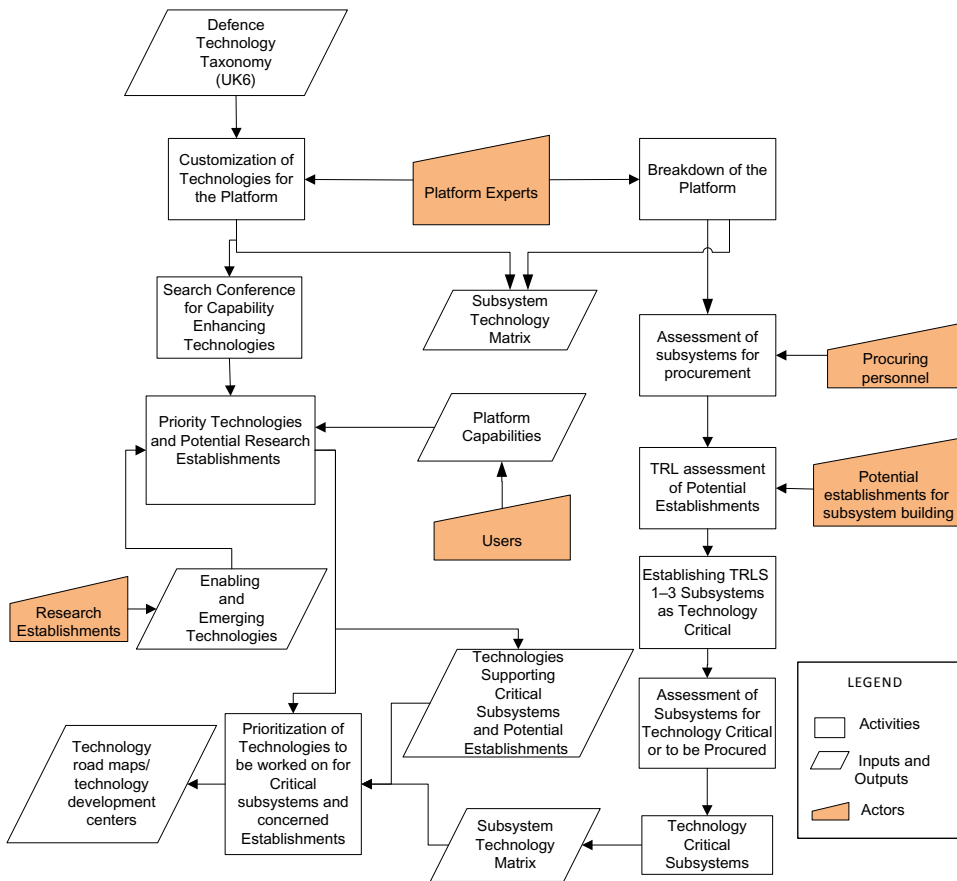 Defence
Technology
Taxonomy
(UK6)
Customization of
Technologies for
the Platform
Platform Experts
Breakdown of the
Platform
Search Conference
for Capability
Enhancing
Technologies
Subsystem
Technology
Matrix
Assessment of
subsystems for
procurement
Procuring
personnel
Priority Technologies
and Potential Research
Establishments
Platform
Capabilities
TRL assessment
of Potential
Establishments
Potential
establishments for
subsystem building
Users
Research
Establishments
Enabling
and
Emerging
Technologies
Establishing TRLS
1–3 Subsystems
as Technology
Critical
Technologies
Supporting
Critical
Subsystems
and Potential
Establishments
Assessment of
Subsystems for
Technology Critical
or to be Procured
Technology
road maps/
technology
development
centers
Prioritization of
Technologies to
be worked on for
Critical
subsystems and
concerned
Establishments
Subsystem
Technology
Matrix
Technology
Critical
Subsystems
LEGEND
Activities
Inputs and
Outputs
Actors